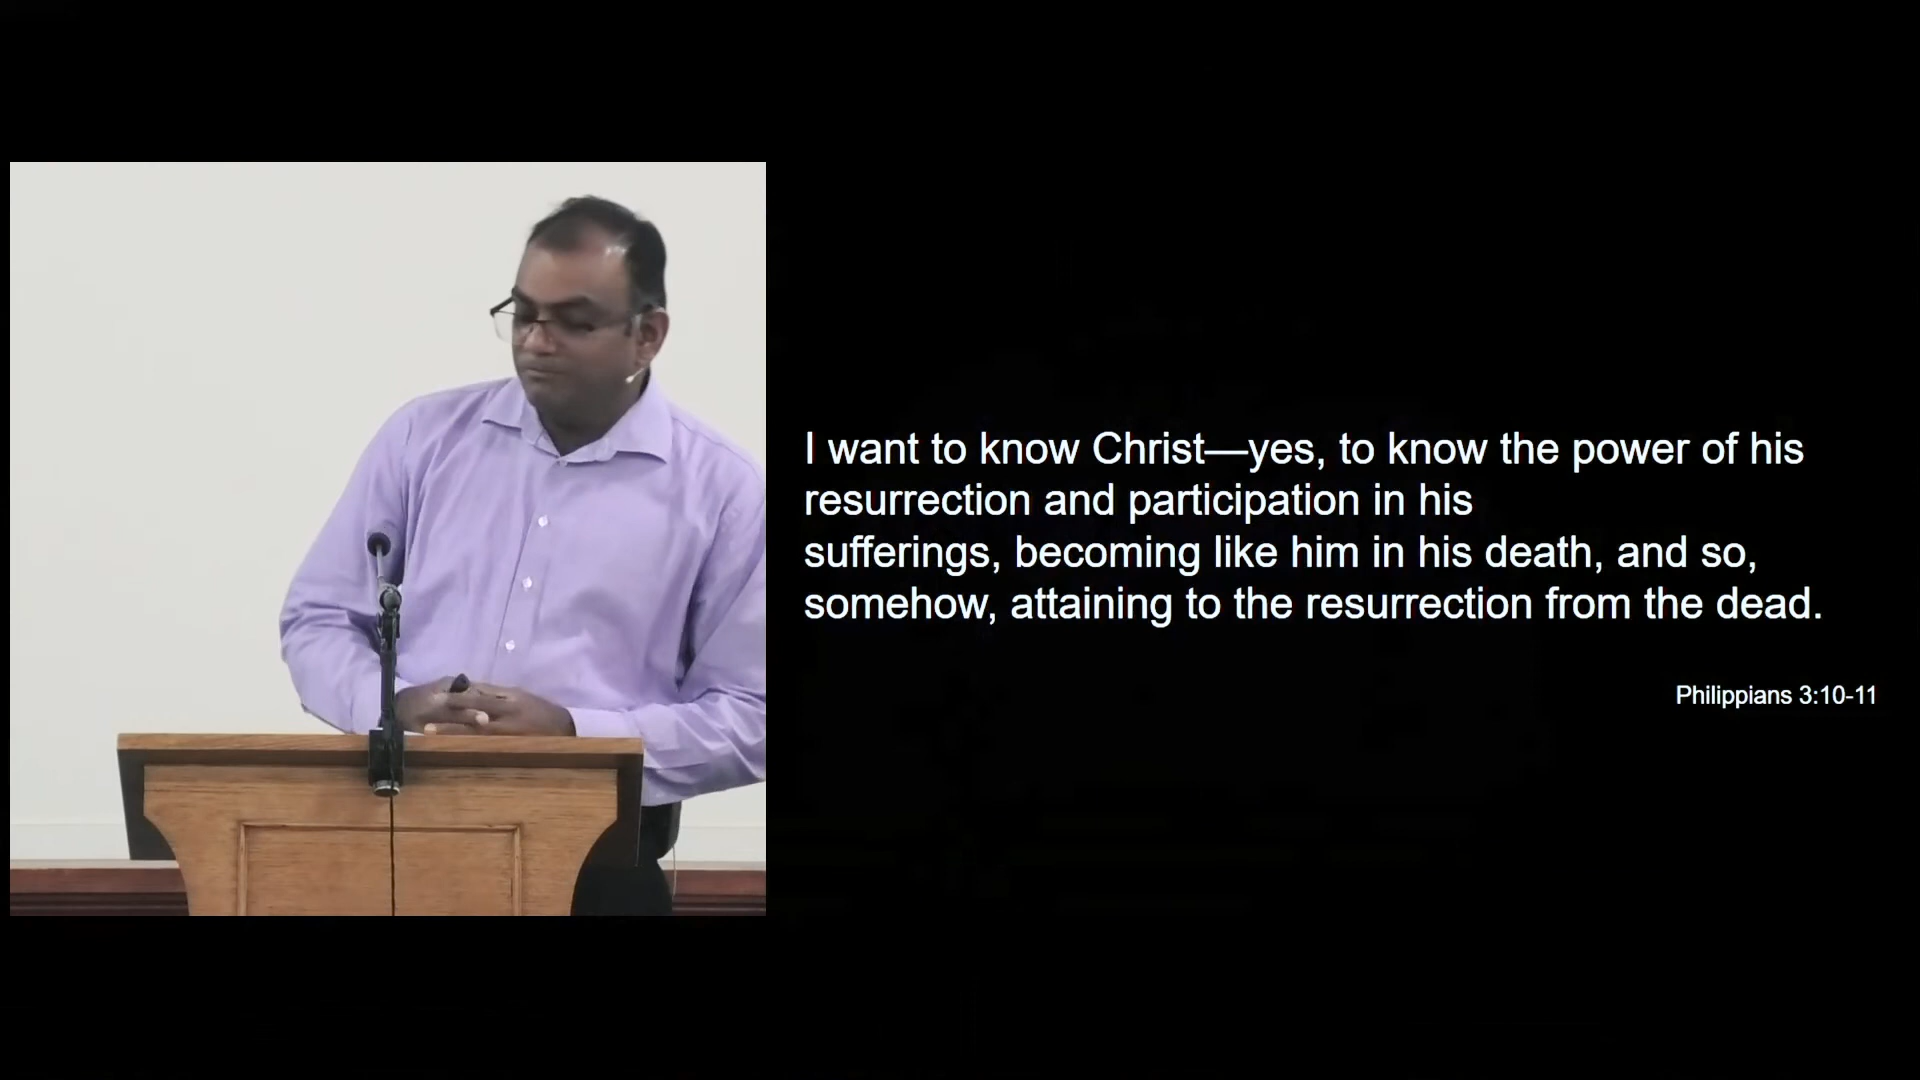 I want to know Christ—yes, to know the power of his
resurrection and participation in his
sufferings, becoming like him in his death, and so,
somehow, attaining to the resurrection from the dead.
Philippians 3:10-11